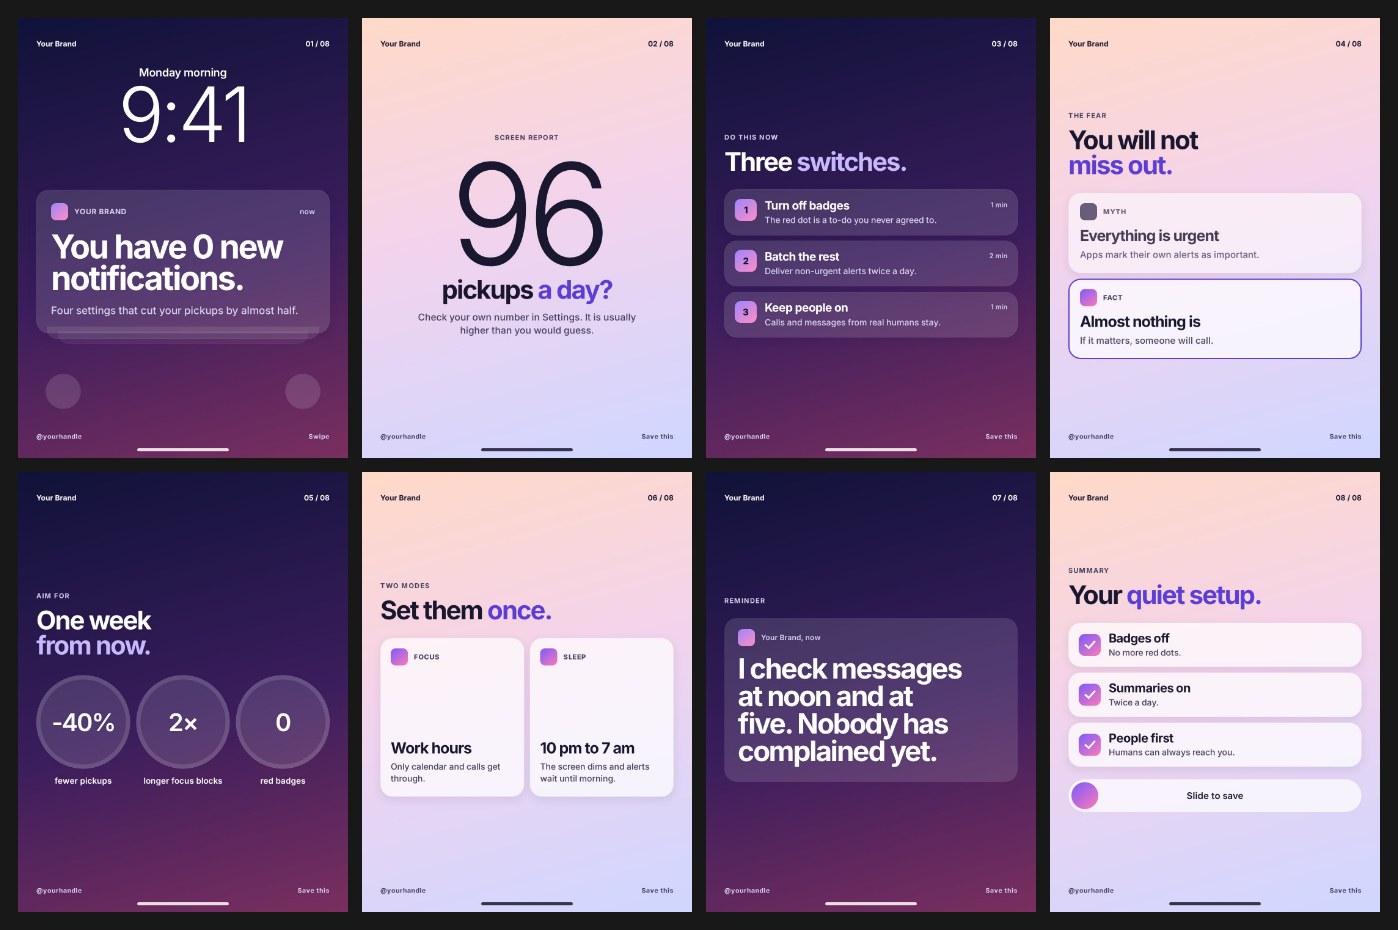 Your Brand
01 / 08
Monday morning
9:41
YOUR BRAND
now
You have 0 new
notifications.
Four settings that cut your pickups by almost half.
@yourhandle
Swipe
Your Brand
02 / 08
SCREEN REPORT
96
pickups a day?
Check your own number in Settings. It is usually
higher than you would guess.
@yourhandle
Save this
Your Brand
03 / 08
DO THIS NOW
Three switches.
1
Turn off badges
1 min
The red dot is a to-do you never agreed to.
2
Batch the rest
2 min
Deliver non-urgent alerts twice a day.
3
Keep people on
1 min
Calls and messages from real humans stay.
@yourhandle
Save this
Your Brand
04 / 08
THE FEAR
You will not
miss out.
MYTH
Everything is urgent
Apps mark their own alerts as important.
FACT
Almost nothing is
If it matters, someone will call.
@yourhandle
Save this
Your Brand
05 / 08
AIM FOR
One week
from now.
-40%
fewer pickups
2×
longer focus blocks
0
red badges
@yourhandle
Save this
Your Brand
06 / 08
TWO MODES
Set them once.
FOCUS
Work hours
Only calendar and calls get
through.
SLEEP
10 pm to 7 am
The screen dims and alerts
wait until morning.
@yourhandle
Save this
Your Brand
07 / 08
REMINDER
Your Brand, now
I check messages
at noon and at
five. Nobody has
complained yet.
@yourhandle
Save this
Your Brand
08 / 08
SUMMARY
Your quiet setup.
Badges off
No more red dots.
Summaries on
Twice a day.
People first
Humans can always reach you.
Slide to save
@yourhandle
Save this